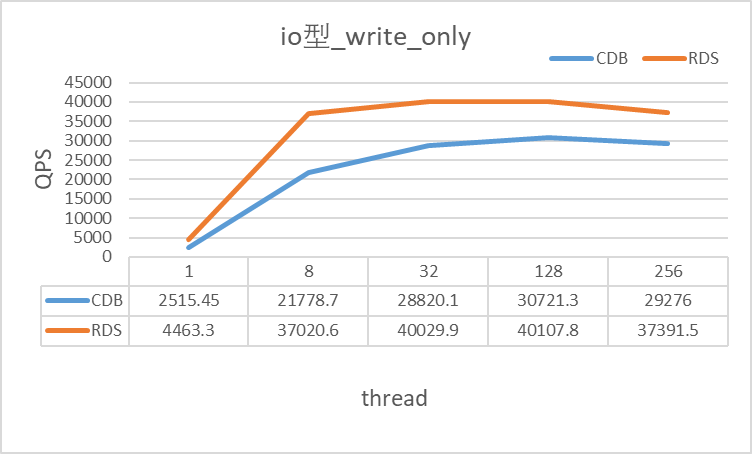 io型_write_only
CDB RDS
45000
40000
35000
30000
25000
20000
15000
10000
5000
0
QPS
1 8 32 128 256
CDB 2515.45 21778.7 28820.1 30721.3 29276
RDS 4463.3 37020.6 40029.9 40107.8 37391.5
thread